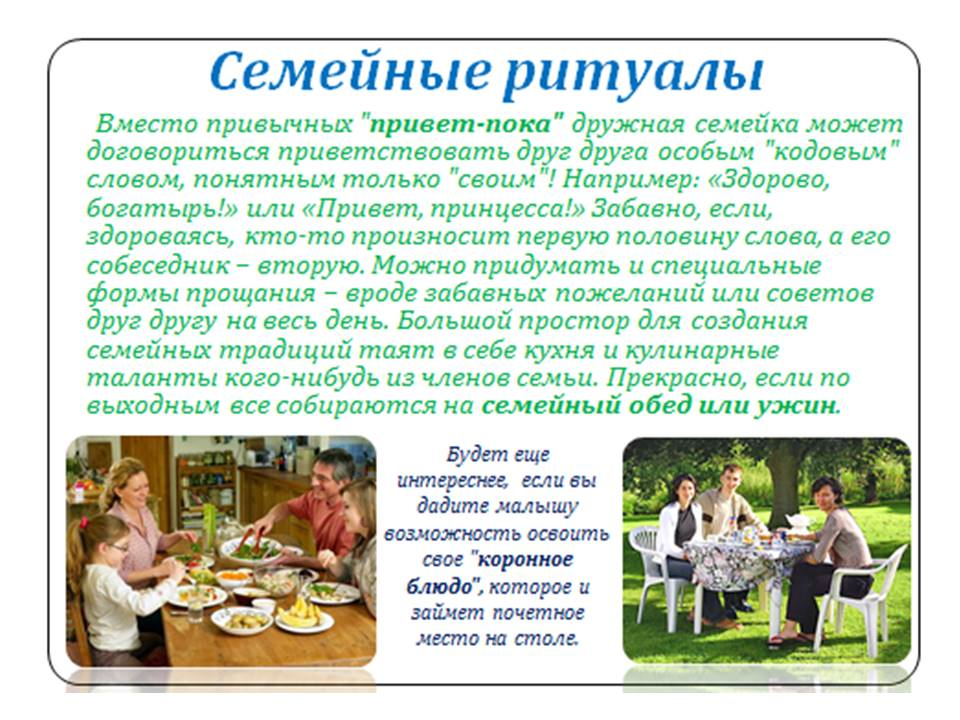 Семейные ритуалы
Вместо привычных "привет-пока" дружная семейка может
договориться приветствовать друг друга особым "кодовым"
словом, понятным только "своим"! Например: «Здорово,
богатырь!» или «Привет, принцесса!» Забавно, если,
здороваясь, кто-то произносит первую половину слова, а его
собеседник – вторую. Можно придумать и специальные
формы прощания – вроде забавных пожеланий или советов
друг другу на весь день. Большой простор для создания
семейных традиций таят в себе кухня и кулинарные
таланты кого-нибудь из членов семьи. Прекрасно, если по
выходным все собираются на семейный обед или ужин.
Будет еще
интереснее, если вы
дадите малышу
возможность освоить
свое "коронное
блюдо", которое и
займет почетное
место на столе.